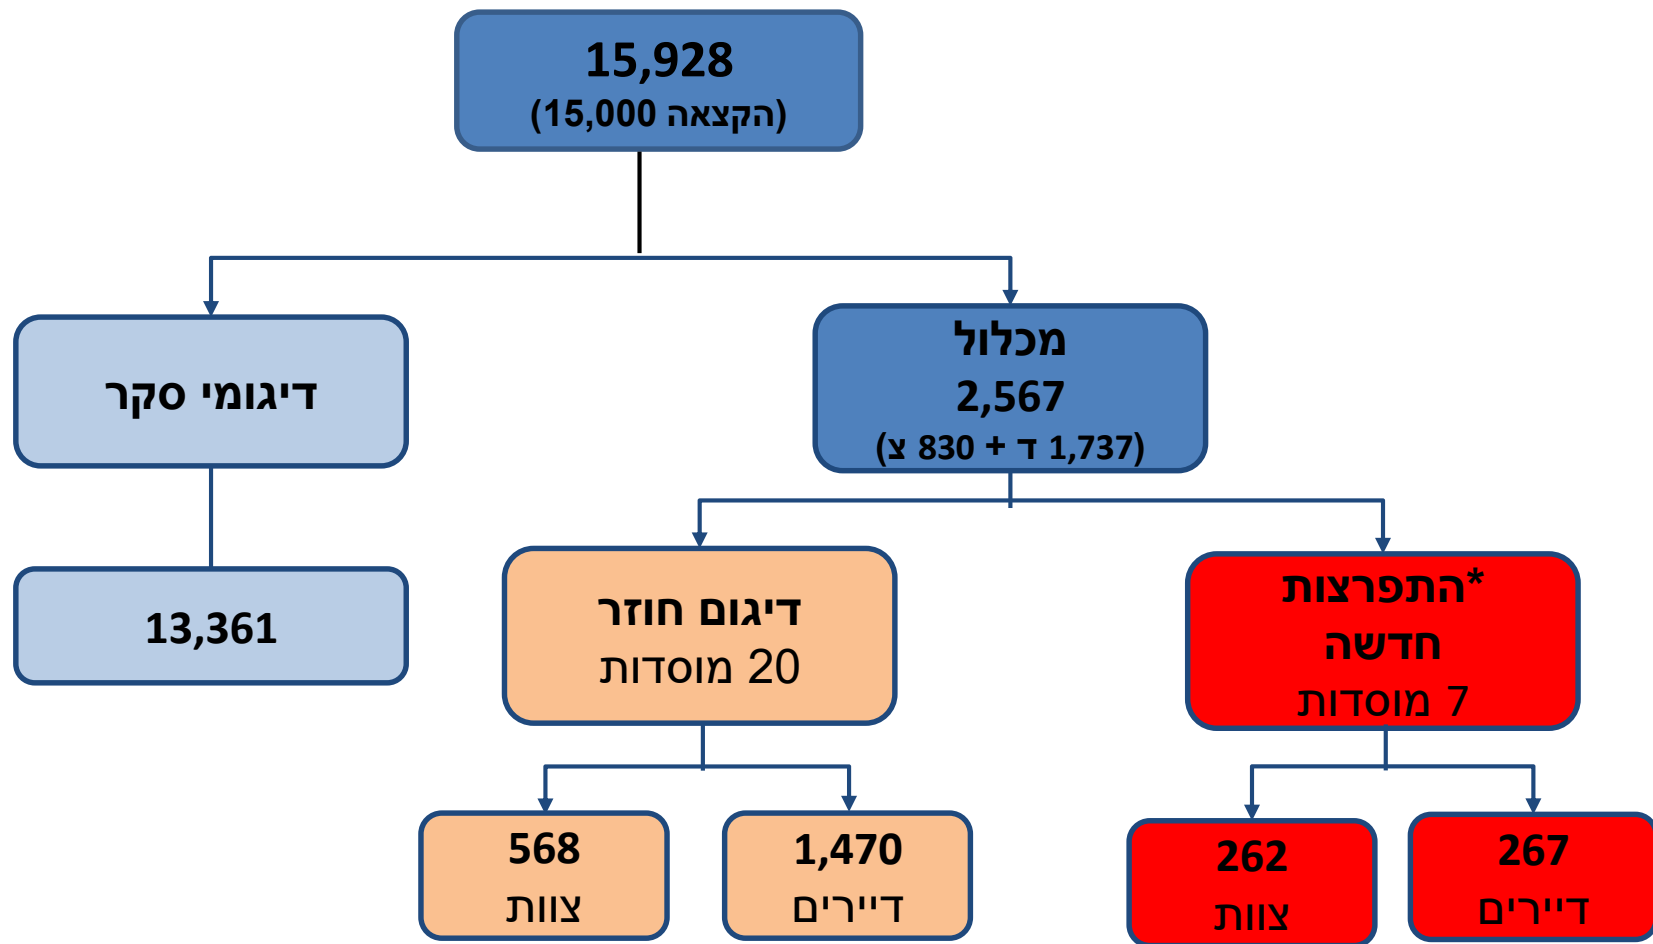 15,928
(הקצאה 15,000)
מכלול
2,567
(1,737 ד + 830 צ)
דיגומי סקר
13,361
*התפרצות
חדשה
7 מוסדות
דיגום חוזר
20 מוסדות
267
דיירים
262
צוות
1,470
דיירים
568
צוות